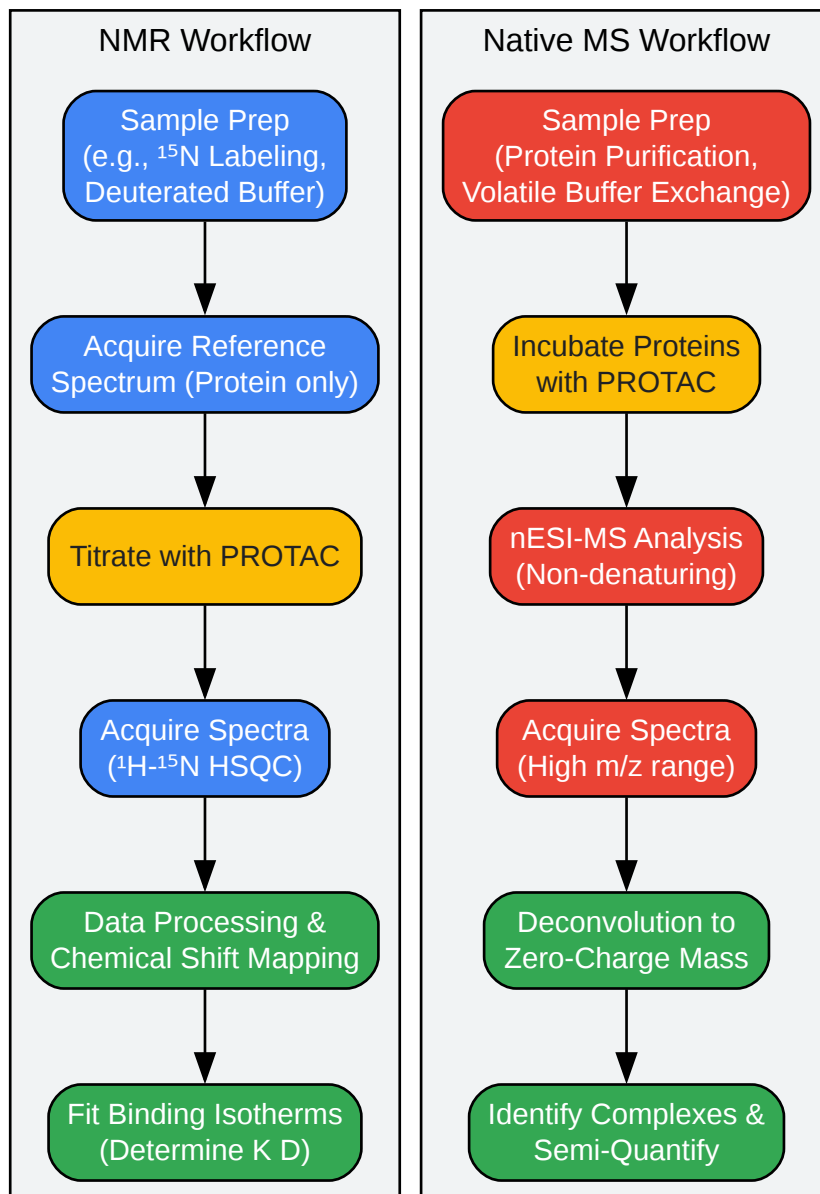 NMR Workflow
Sample Prep
(e.g., ¹⁵N Labeling,
Deuterated Buffer)
Acquire Reference
Spectrum (Protein only)
Titrate with PROTAC
Acquire Spectra
(¹H-¹⁵N HSQC)
Data Processing &
Chemical Shift Mapping
Fit Binding Isotherms
(Determine K D)
Native MS Workflow
Sample Prep
(Protein Purification,
Volatile Buffer Exchange)
Incubate Proteins
with PROTAC
nESI-MS Analysis
(Non-denaturing)
Acquire Spectra
(High m/z range)
Deconvolution to
Zero-Charge Mass
Identify Complexes &
Semi-Quantify